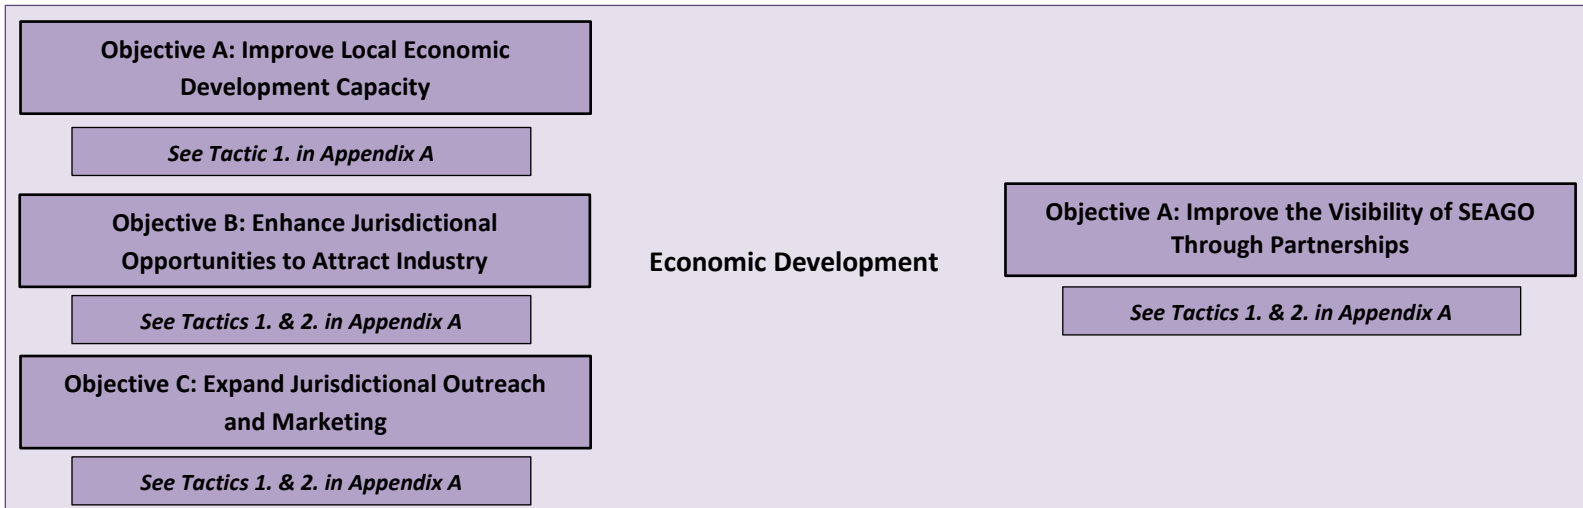 Objective A: Improve Local Economic
Development Capacity
See Tactic 1. in Appendix A
Objective B: Enhance Jurisdictional
Opportunities to Attract Industry
See Tactics 1. & 2. in Appendix A
Objective C: Expand Jurisdictional Outreach
and Marketing
See Tactics 1. & 2. in Appendix A
Economic Development
Objective A: Improve the Visibility of SEAGO
Through Partnerships
See Tactics 1. & 2. in Appendix A